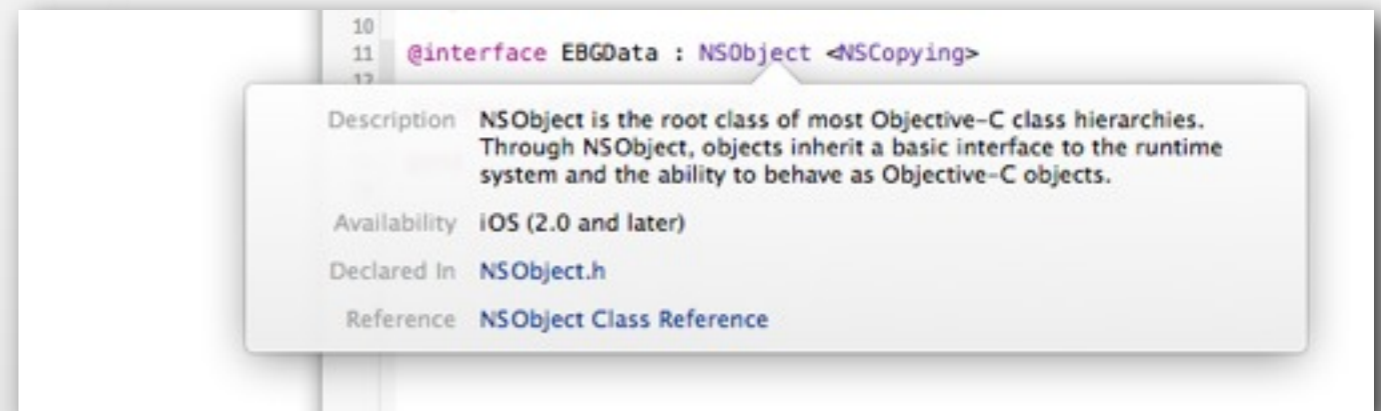 10
11 @interface EBGData : NSObject <NSCopying>
12
Description NSObject is the root class of most Objective-C class hierarchies.
Through NSObject, objects inherit a basic interface to the runtime
system and the ability to behave as Objective-C objects.
Availability iOS (2.0 and later)
Declared In NSObject.h
Reference NSObject Class Reference